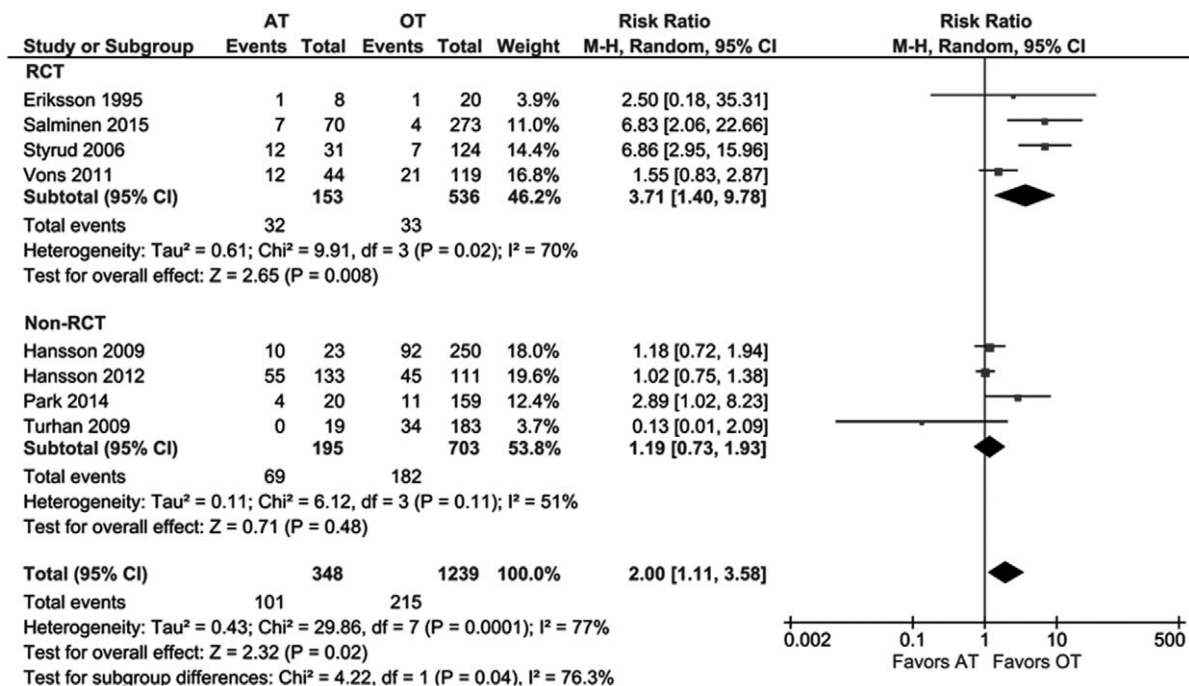 AT OT Risk Ratio Risk Ratio
Study or Subgroup Events Total Events Total Weight M-H, Random, 95% CI M-H, Random, 95% CI
RCT
Eriksson 1995 1 8 1 20 3.9% 2.50 [0.18, 35.31]
Salminen 2015 7 70 4 273 11.0% 6.83 [2.06, 22.66]
Styrud 2006 12 31 7 124 14.4% 6.86 [2.95, 15.96]
Vons 2011 12 44 21 119 16.8% 1.55 [0.83, 2.87]
Subtotal (95% CI) 153 536 46.2% 3.71 [1.40, 9.78]
Total events 32 33
Heterogeneity: Tau² = 0.61; Chi² = 9.91, df = 3 (P = 0.02); I² = 70%
Test for overall effect: Z = 2.65 (P = 0.008)
Non-RCT
Hansson 2009 10 23 92 250 18.0% 1.18 [0.72, 1.94]
Hansson 2012 55 133 45 111 19.6% 1.02 [0.75, 1.38]
Park 2014 4 20 11 159 12.4% 2.89 [1.02, 8.23]
Turhan 2009 0 19 34 183 3.7% 0.13 [0.01, 2.09]
Subtotal (95% CI) 195 703 53.8% 1.19 [0.73, 1.93]
Total events 69 182
Heterogeneity: Tau² = 0.11; Chi² = 6.12, df = 3 (P = 0.11); I² = 51%
Test for overall effect: Z = 0.71 (P = 0.48)
Total (95% CI) 348 1239 100.0% 2.00 [1.11, 3.58]
Total events 101 215
Heterogeneity: Tau² = 0.43; Chi² = 29.86, df = 7 (P = 0.0001); I² = 77%
Test for overall effect: Z = 2.32 (P = 0.02)
Test for subgroup differences: Chi² = 4.22, df = 1 (P = 0.04), I² = 76.3%
0.002 0.1 1 10 500
Favors AT Favors OT